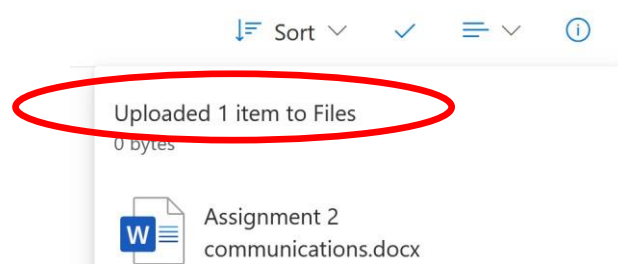 Sort
Uploaded 1 item to Files
0 bytes
W
Assignment 2
communications.docx